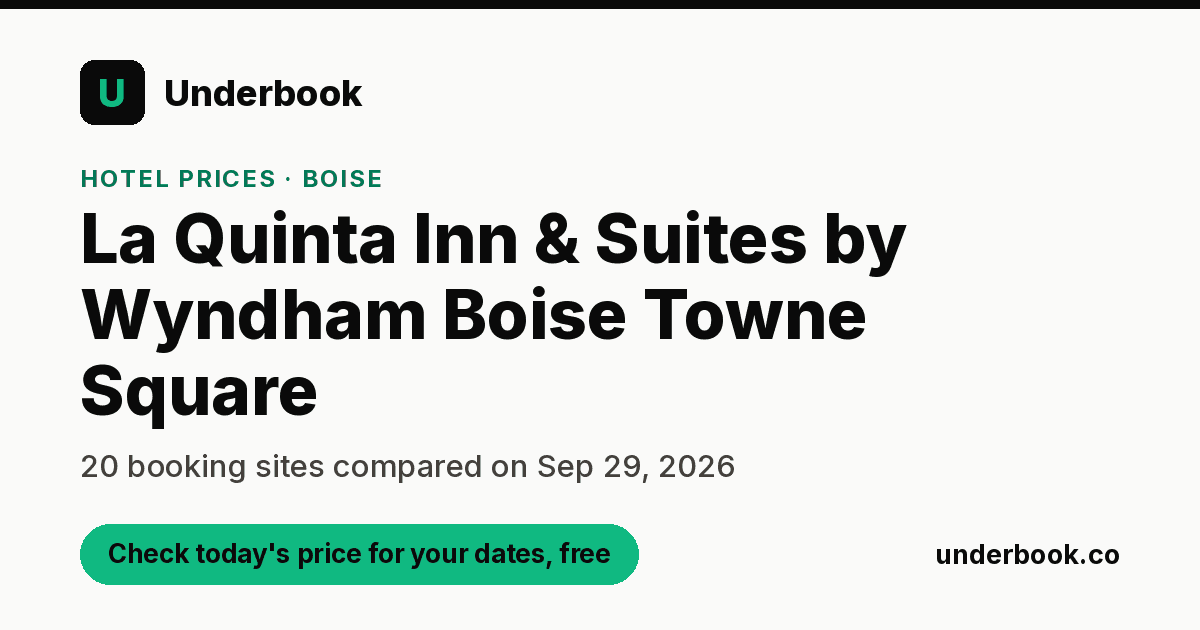 U Underbook
HOTEL PRICES · BOISE
La Quinta Inn & Suites by
Wyndham Boise Towne
Square
20 booking sites compared on Sep 29, 2026
Check today's price for your dates, free
underbook.co